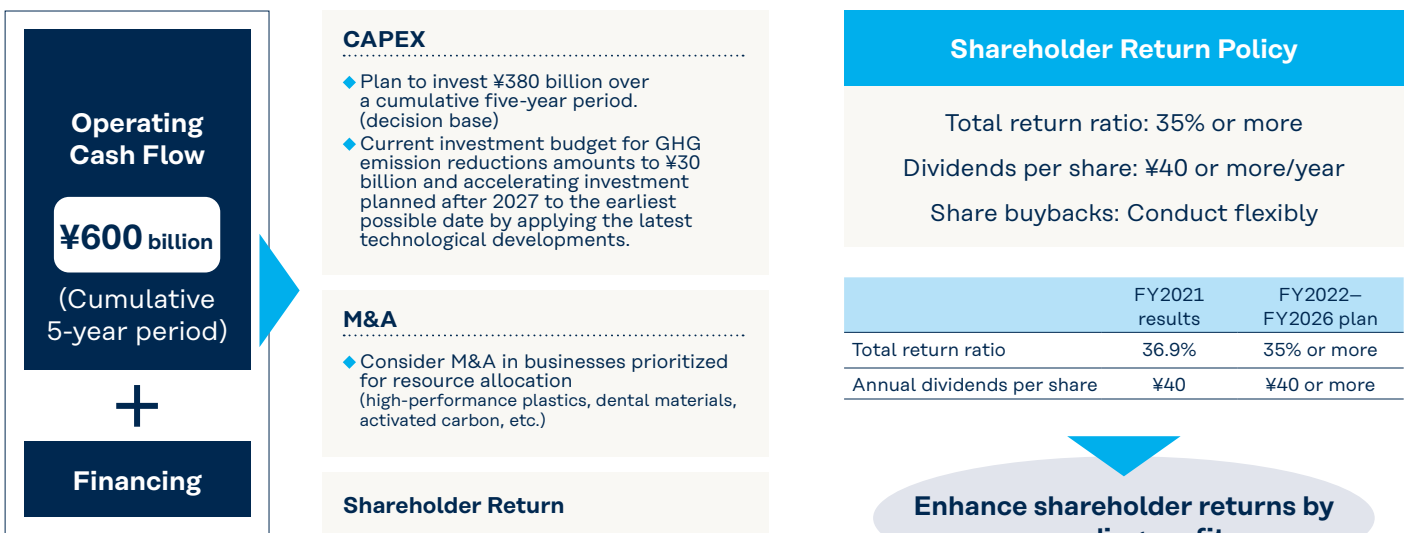 Operating
Cash Flow
¥600 billion
(Cumulative
5-year period)
+
Financing
CAPEX
◆Plan to invest ¥380 billion over
a cumulative five-year period.
(decision base)
◆Current investment budget for GHG
emission reductions amounts to ¥30
billion and accelerating investment
planned after 2027 to the earliest
possible date by applying the latest
technological developments.
M&A
◆Consider M&A in businesses prioritized
for resource allocation
(high-performance plastics, dental materials,
activated carbon, etc.)
Shareholder Return
Shareholder Return Policy
Total return ratio: 35% or more
Dividends per share: ¥40 or more/year
Share buybacks: Conduct flexibly
FY2021 FY2022–
results FY2026 plan
Total return ratio 36.9% 35% or more
Annual dividends per share ¥40 ¥40 or more
Enhance shareholder returns by